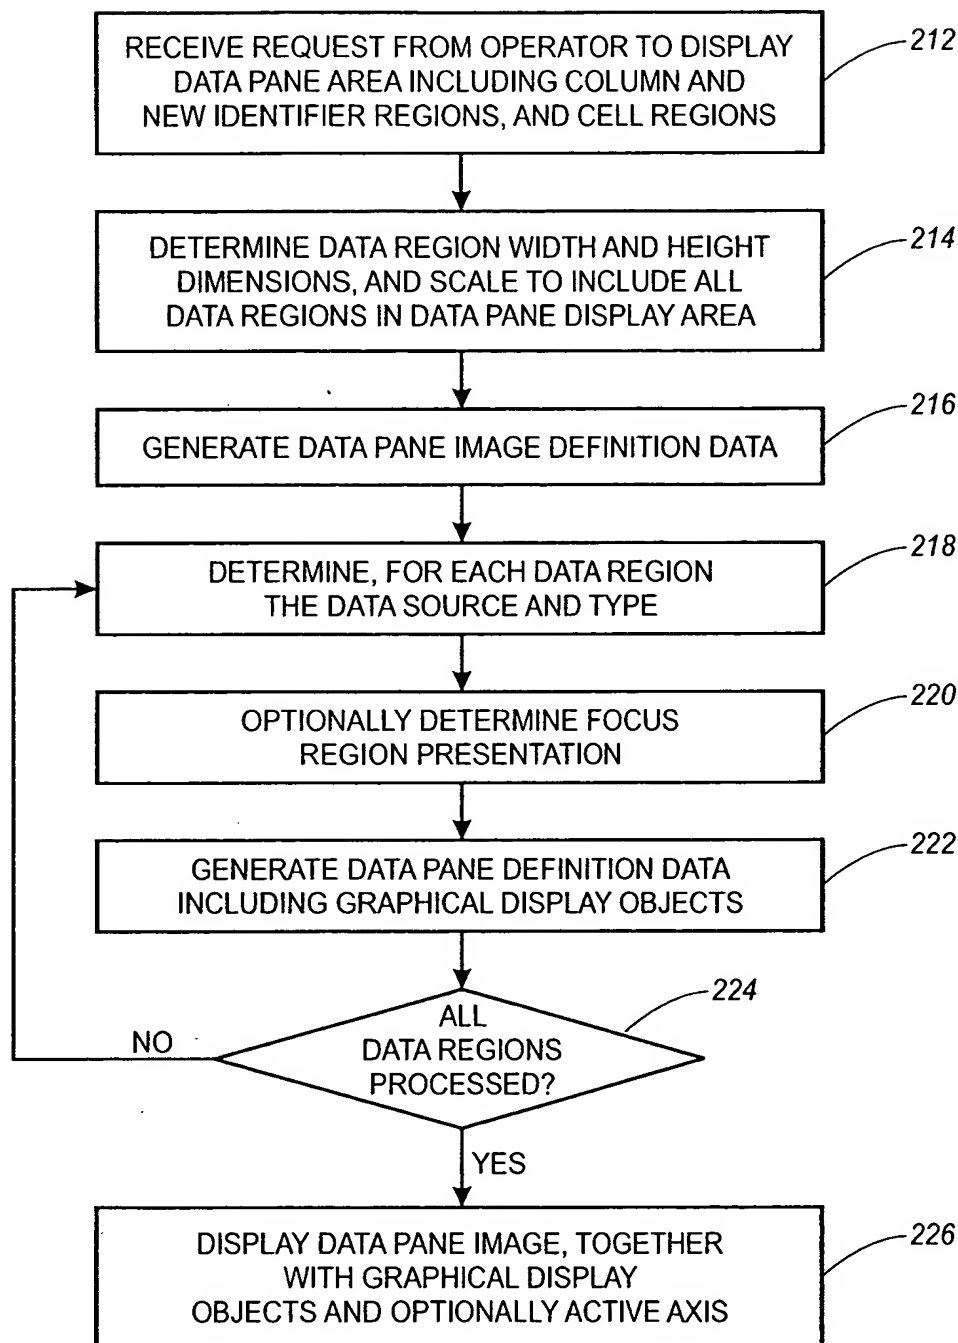 RECEIVE REQUEST FROM OPERATOR TO DISPLAY
DATA PANE AREA INCLUDING COLUMN AND
NEW IDENTIFIER REGIONS, AND CELL REGIONS
212
DETERMINE DATA REGION WIDTH AND HEIGHT
DIMENSIONS, AND SCALE TO INCLUDE ALL
DATA REGIONS IN DATA PANE DISPLAY AREA
214
GENERATE DATA PANE IMAGE DEFINITION DATA
216
DETERMINE, FOR EACH DATA REGION
THE DATA SOURCE AND TYPE
218
OPTIONALLY DETERMINE FOCUS
REGION PRESENTATION
220
GENERATE DATA PANE DEFINITION DATA
INCLUDING GRAPHICAL DISPLAY OBJECTS
222
ALL
DATA REGIONS
PROCESSED?
224
NO
YES
DISPLAY DATA PANE IMAGE, TOGETHER
WITH GRAPHICAL DISPLAY
OBJECTS AND OPTIONALLY ACTIVE AXIS
226